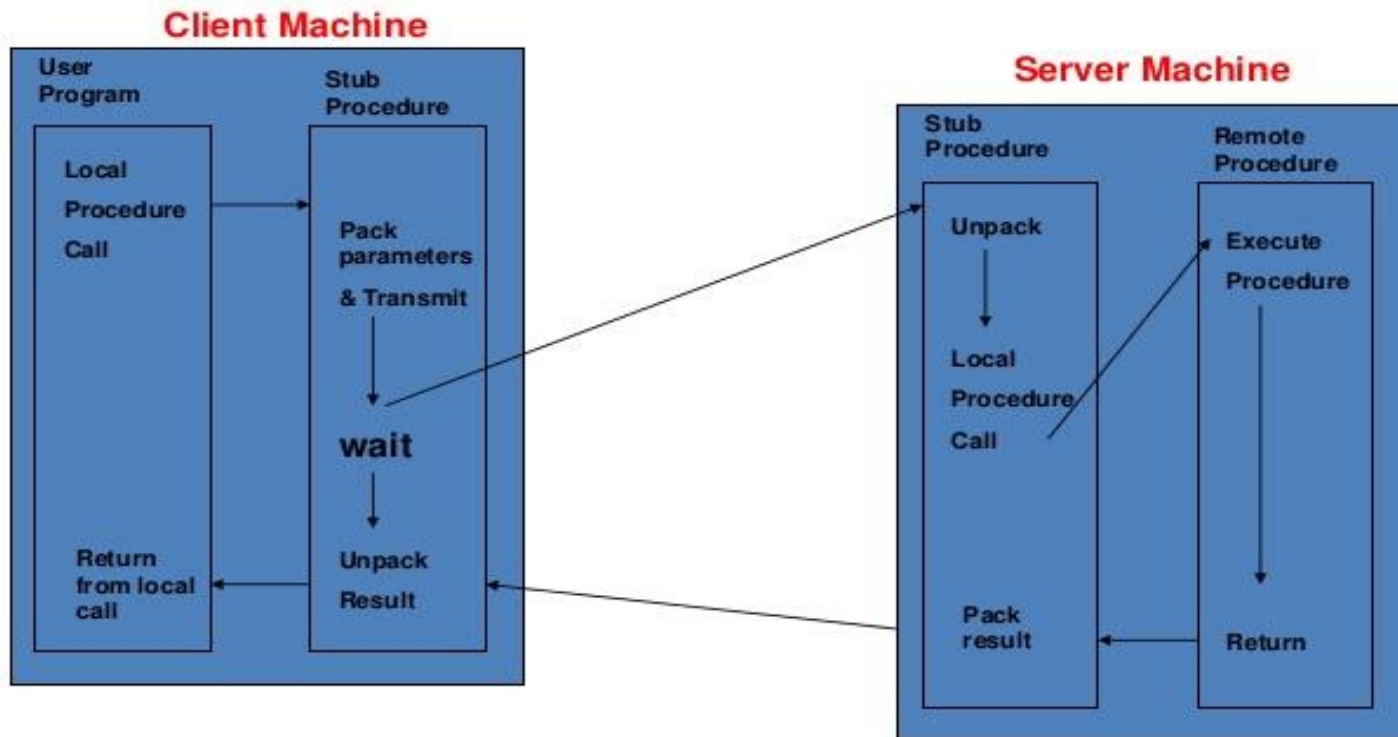 Client Machine
User
Program
Stub
Procedure
Local
Procedure
Call
Pack
parameters
& Transmit
wait
Unpack
Result
Return
from local
call
Server Machine
Stub
Procedure
Remote
Procedure
Unpack
Local
Procedure
Call
Execute
Procedure
Pack
result
Return